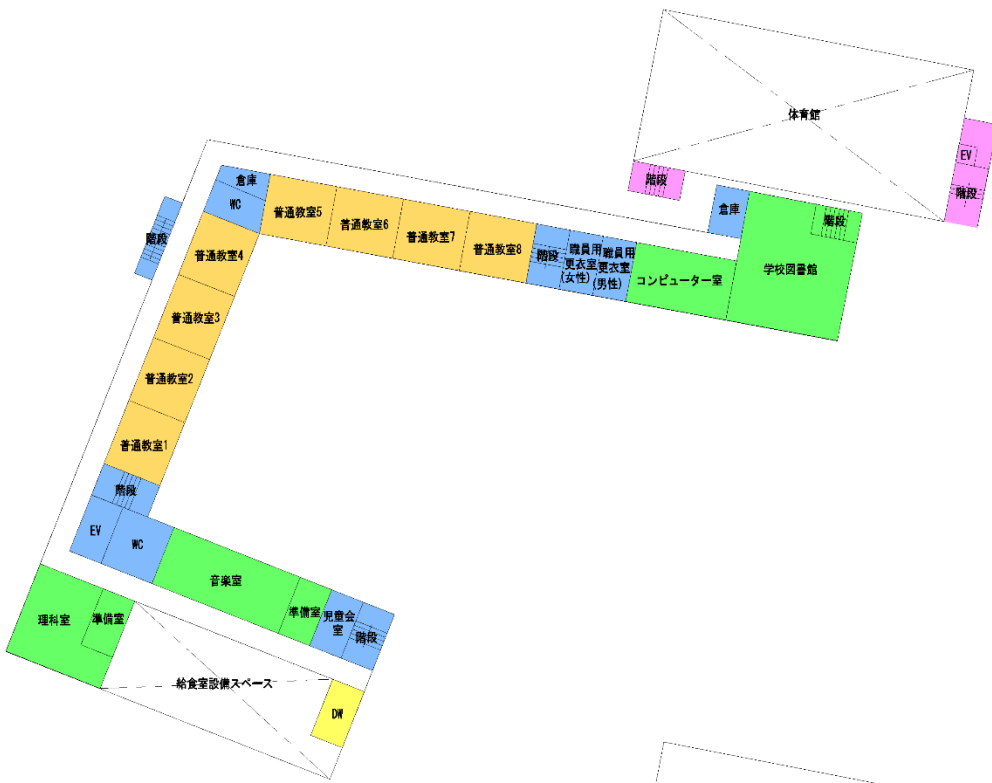 体育館
EV
階段
階段
倉庫
階段
学校図書館
倉庫
WC
普通教室5
普通教室6
普通教室7
普通教室8
階段
職員用
更衣室
(女性)
職員用
更衣室
(男性)
コンピューター室
階段
普通教室4
普通教室3
普通教室2
普通教室1
階段
EV
WC
音楽室
準備室
児童会
室
階段
理科室
準備室
給食室設備スペース
DW